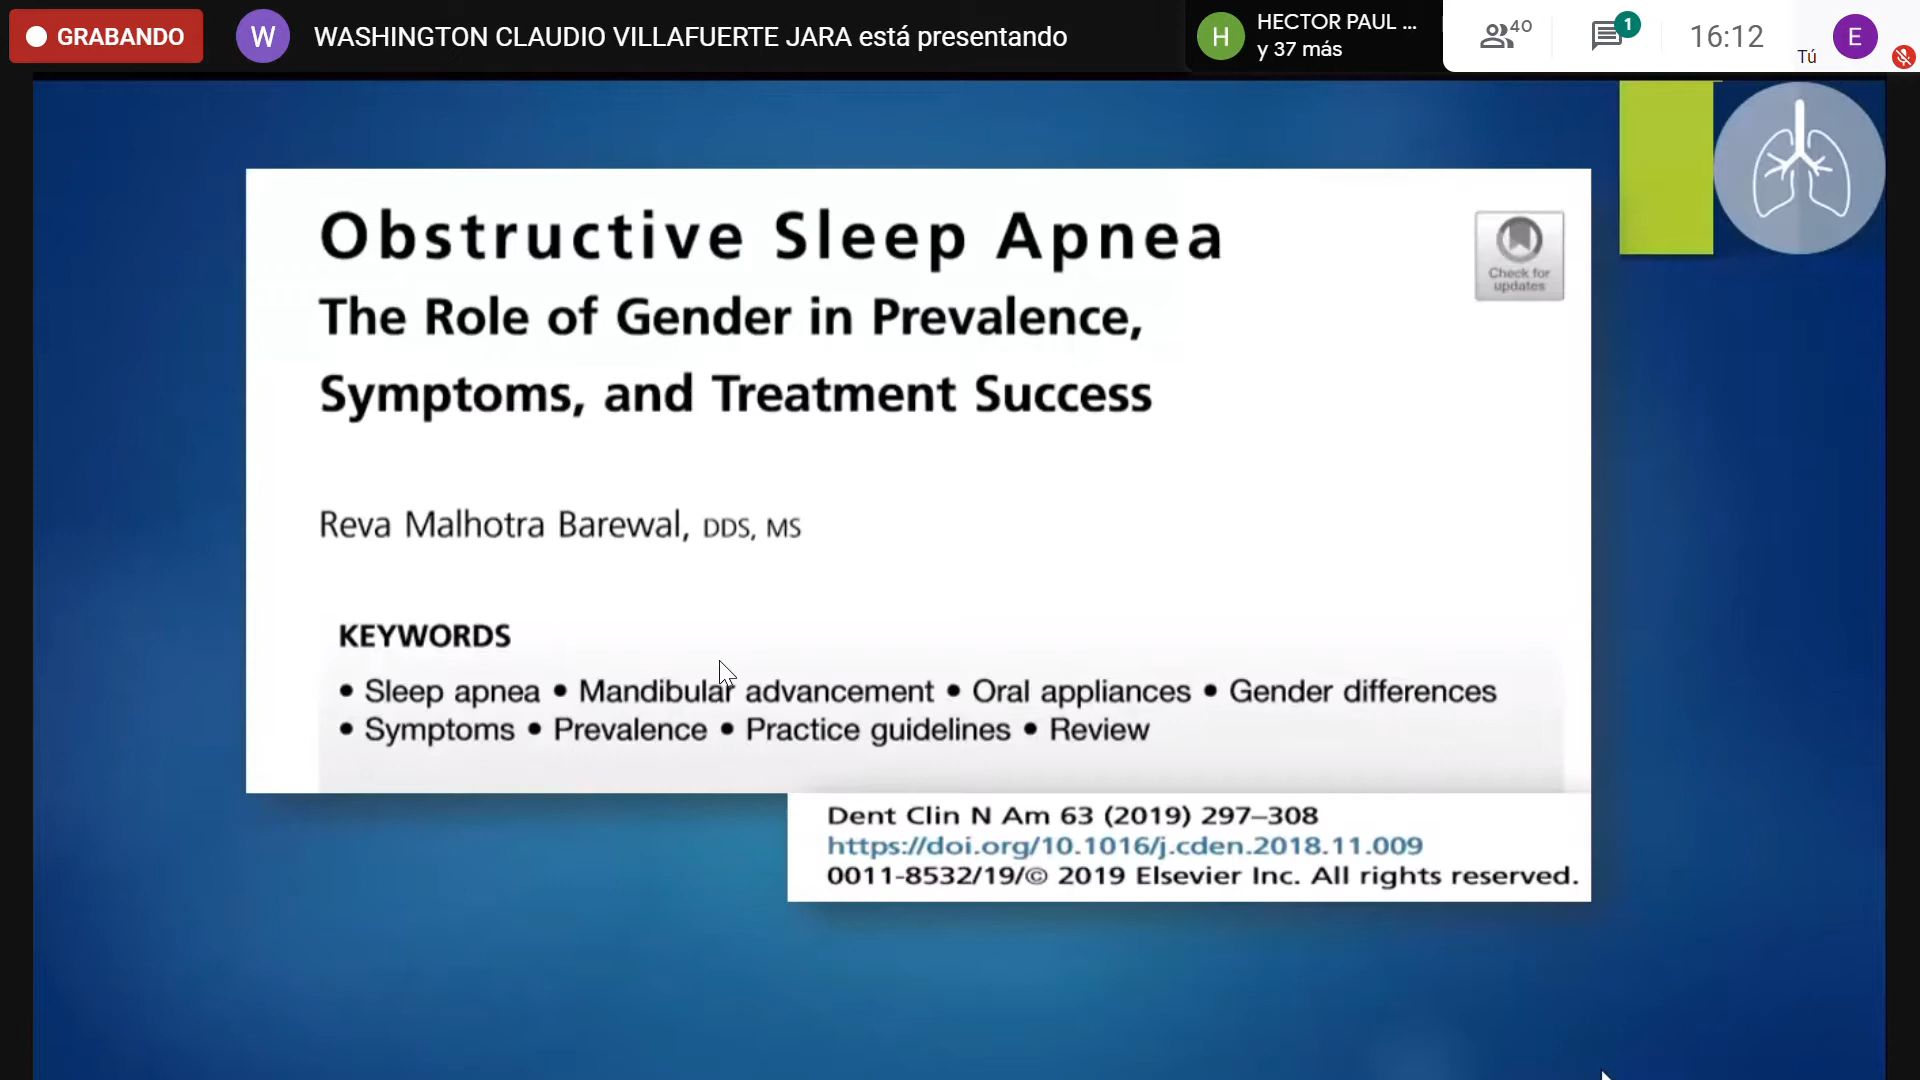 GRABANDO
W
WASHINGTON CLAUDIO VILLAFUERTE JARA está presentando
H
HECTOR PAUL ...
y 37 más
40
1
16:12
Tú
E
Obstructive Sleep Apnea
The Role of Gender in Prevalence,
Symptoms, and Treatment Success
Check for
updates
Reva Malhotra Barewal, DDS, MS
KEYWORDS
• Sleep apnea • Mandibular advancement • Oral appliances • Gender differences
• Symptoms • Prevalence • Practice guidelines • Review
Dent Clin N Am 63 (2019) 297–308
https://doi.org/10.1016/j.cden.2018.11.009
0011-8532/19/© 2019 Elsevier Inc. All rights reserved.